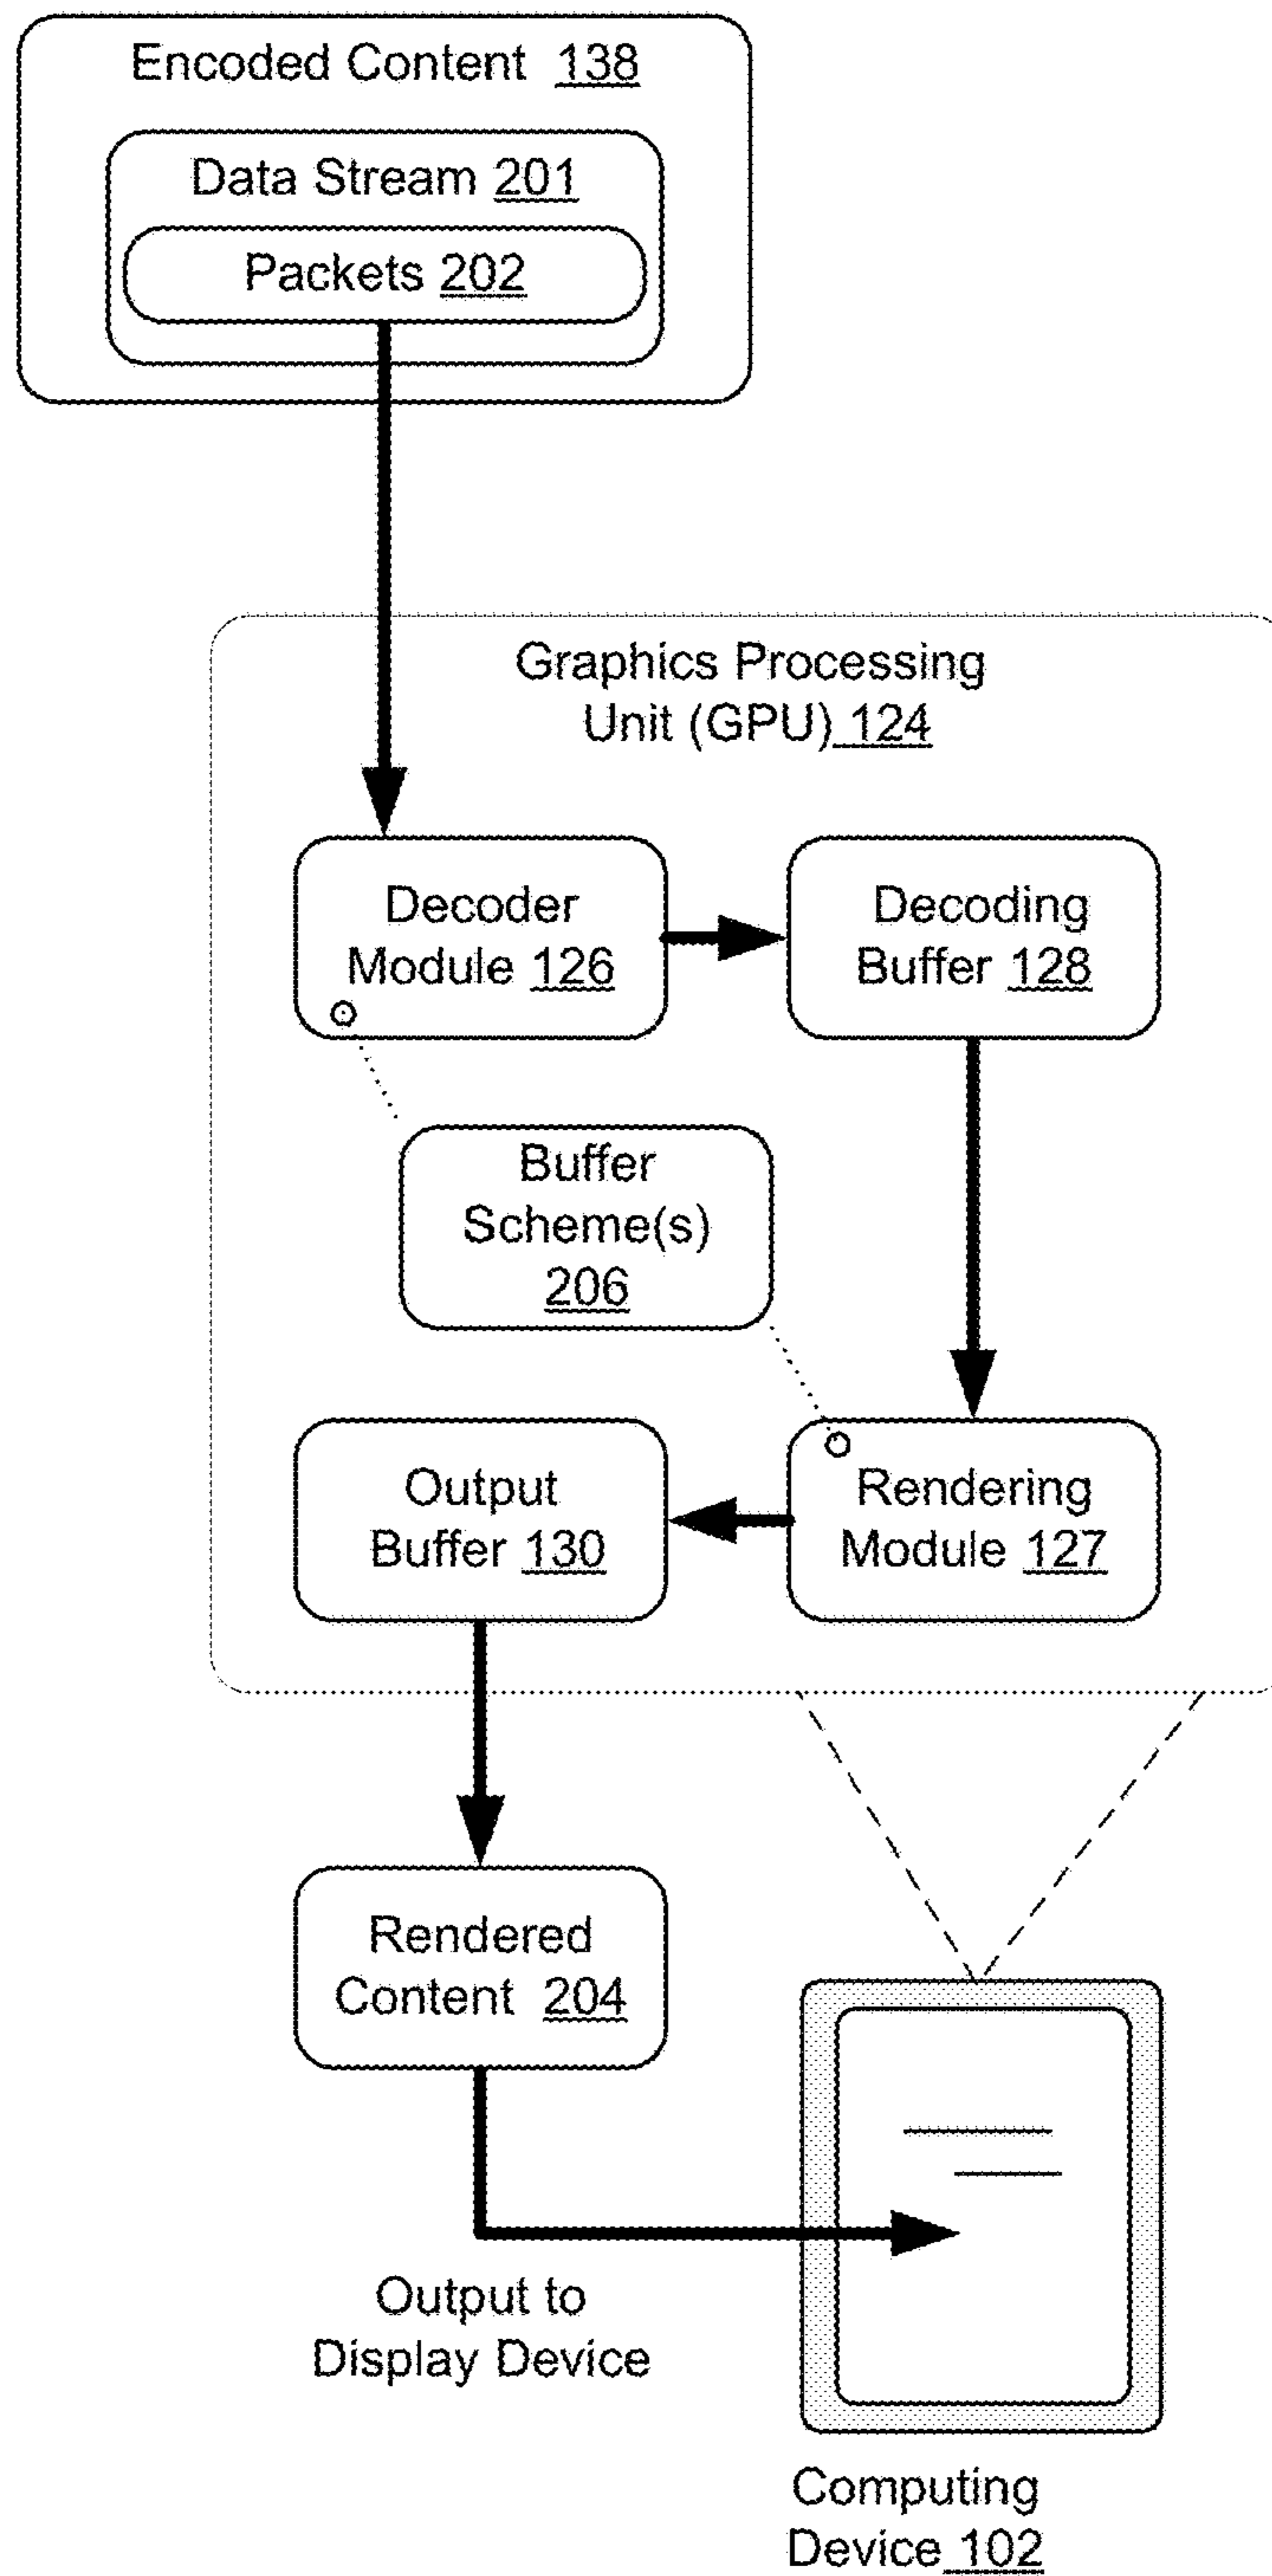 Encoded Content 138
Data Stream 201
Packets 202
Graphics Processing
Unit (GPU) 124
Decoder
Module 126
Decoding
Buffer 128
Buffer
Scheme(s)
206
Output
Buffer 130
Rendering
Module 127
Rendered
Content 204
Output to
Display Device
Computing
Device 102